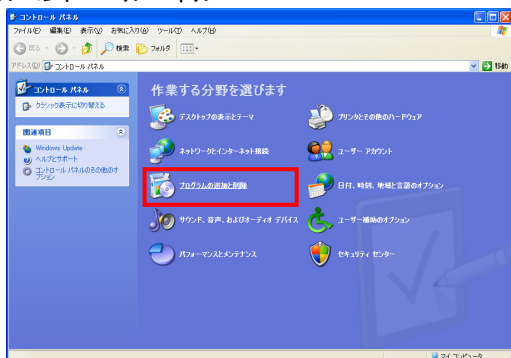 コントロール パネル
ファイル(F) 編集(E) 表示(V) お気に入り(A) ツール(T) ヘルプ(H)
戻る 検索 フォルダ
アドレス(D) コントロール パネル 移動
コントロール パネル
クラシック表示に切り替える
関連項目
Windows Update
ヘルプとサポート
コントロール パネルのその他のオプション
作業する分野を選びます
デスクトップの表示とテーマ
プリンタとその他のハードウェア
ネットワークとインターネット接続
ユーザー アカウント
プログラムの追加と削除
日付、時刻、地域と言語のオプション
サウンド、音声、およびオーディオ デバイス
ユーザー補助のオプション
パフォーマンスとメンテナンス
セキュリティ センター
マイ コンピュータ